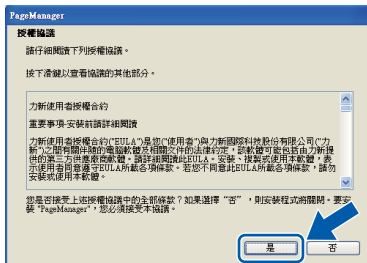 PageManager
授權協議
請仔細閱讀下列授權協議。
按下滑鍵以查看協議的其他部分。
力新使用者授權合約
重要事項-安裝前請詳細閱讀
力新使用者授權合約("EULA")是您("使用者")與力新國際科技股份有限公司("力
新")之間有關伴隨的電腦軟體及相關文件的法律約定，該軟體可能包括由力新提
供的第三方供應廠商軟體。請詳細閱讀此EULA。安裝、複製或使用本軟體，表
示使用者同意遵守EULA所載各項條款。若您不同意此EULA所載各項條款，請勿
安裝或使用本軟體。
您是否接受上述授權協議中的全部條款？如果選擇 "否" ，則安裝程式將關閉。要安
裝 "PageManager"，您必須接受本協議。
是
否